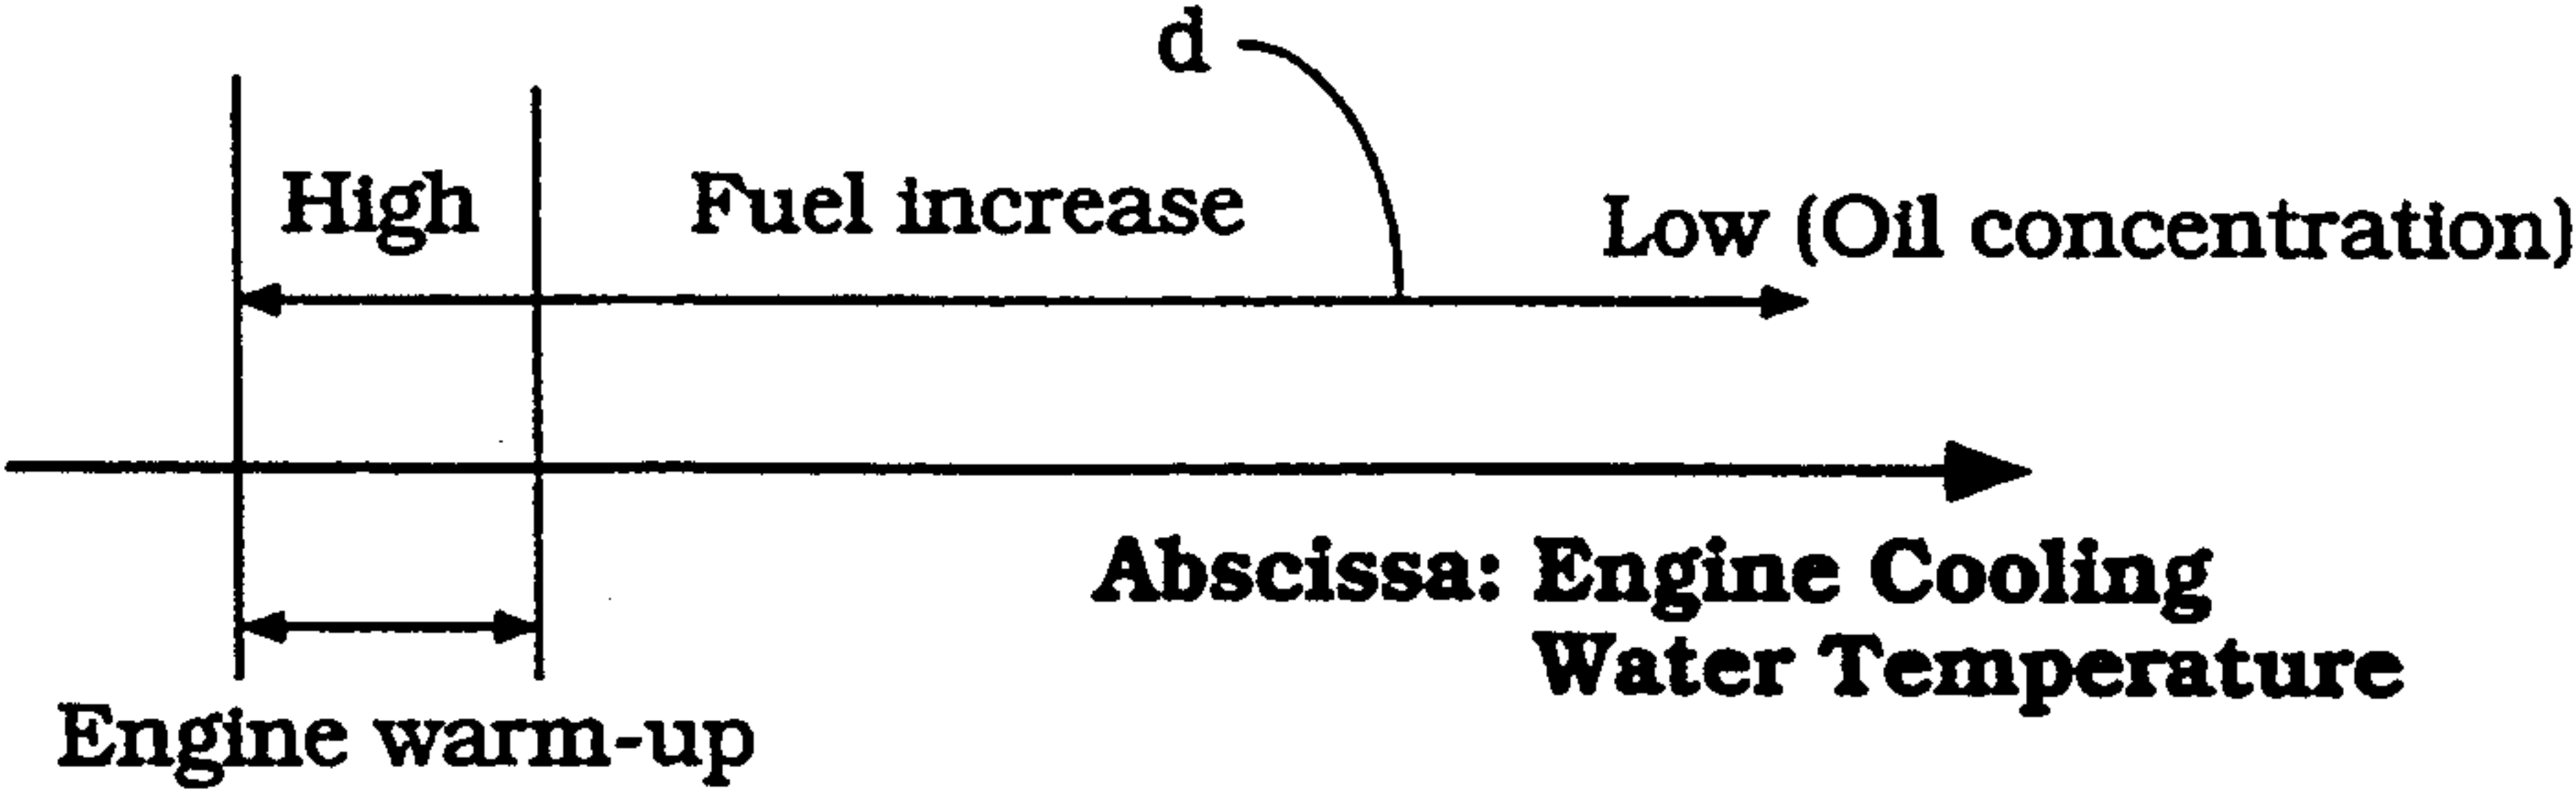 d
High Fuel increase Low (Oil concentration)
Abscissa: Engine Cooling
Water Temperature
Engine warm-up